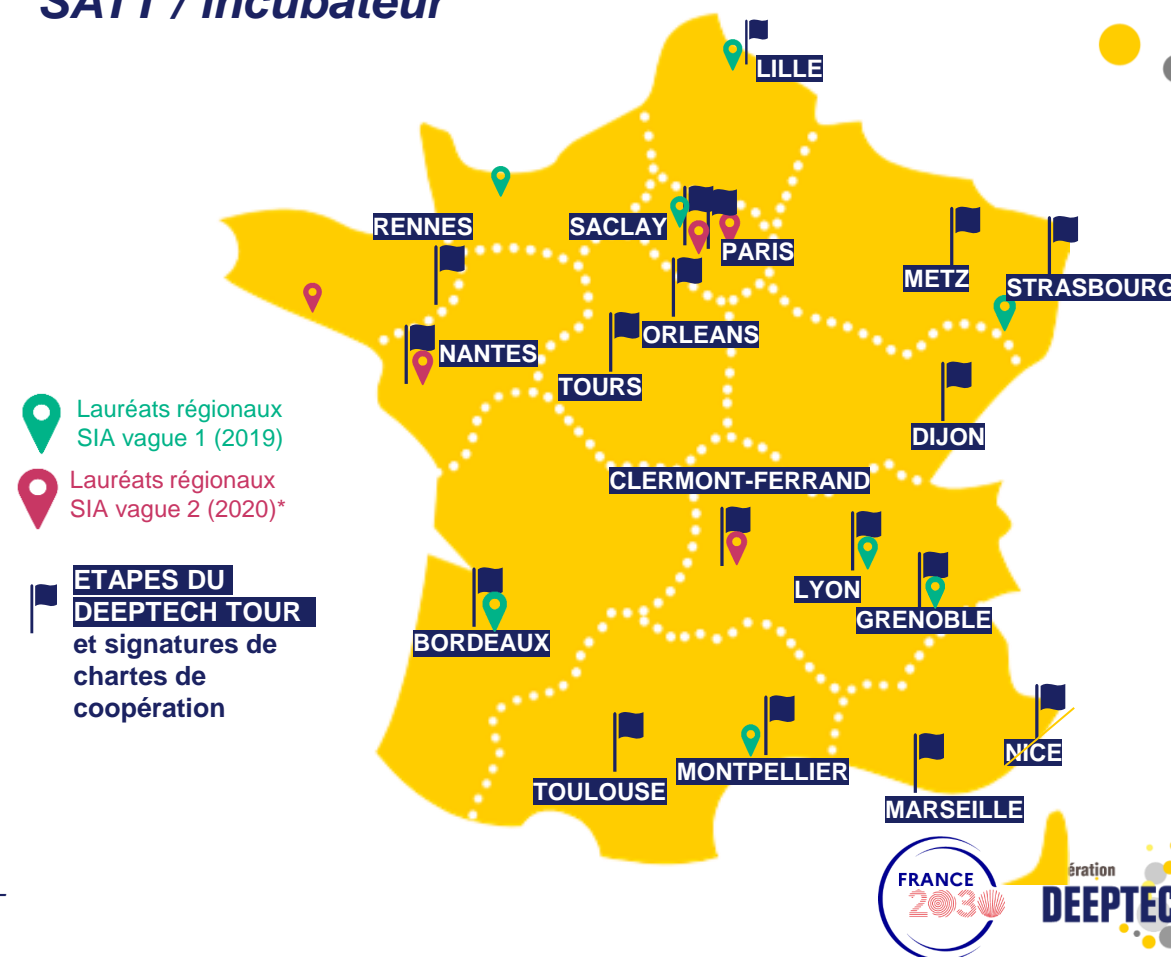 SATT / incubateur
LILLE
RENNES
SACLAY
PARIS
METZ
STRASBOURG
ORLEANS
NANTES
TOURS
Lauréats régionaux
SIA vague 1 (2019)
DIJON
Lauréats régionaux
SIA vague 2 (2020)*
CLERMONT-FERRAND
ETAPES DU
DEEPTECH TOUR
et signatures de
chartes de
coopération
LYON
GRENOBLE
BORDEAUX
NICE
MONTPELLIER
TOULOUSE
MARSEILLE
FRANCE
2030
ération
DEEPTEC